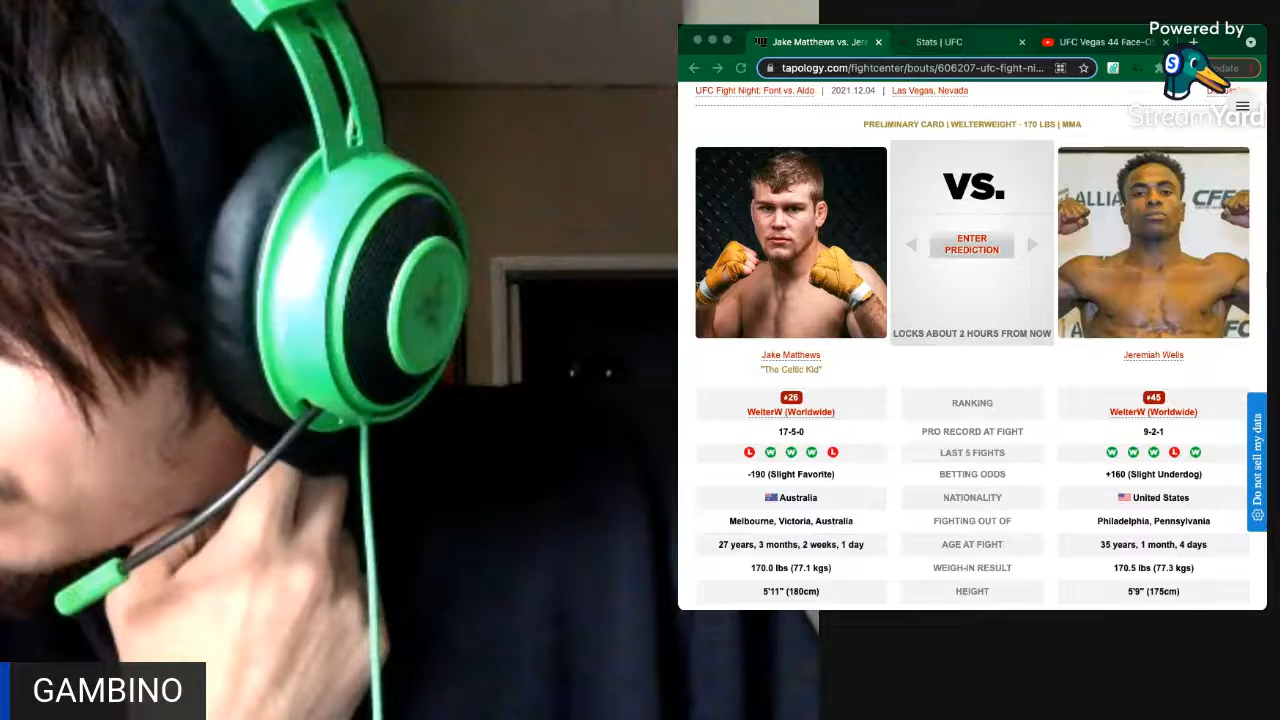 Powered by
StreamYard
Jake Matthews vs. Jere
Stats | UFC
UFC Vegas 44 Face-O
tapology.com/fightcenter/bouts/606207-ufc-fight-ni...
UFC Fight Night: Font vs. Aldo | 2021.12.04 | Las Vegas, Nevada
PRELIMINARY CARD | WELTERWEIGHT · 170 LBS | MMA
VS.
ENTER
PREDICTION
LOCKS ABOUT 2 HOURS FROM NOW
Jake Matthews
"The Celtic Kid"
Jeremiah Wells
#26 RANKING #45
WelterW (Worldwide) WelterW (Worldwide)
17-5-0 PRO RECORD AT FIGHT 9-2-1
L W W W L LAST 5 FIGHTS W W W L W
-190 (Slight Favorite) BETTING ODDS +160 (Slight Underdog)
Australia NATIONALITY United States
Melbourne, Victoria, Australia FIGHTING OUT OF Philadelphia, Pennsylvania
27 years, 3 months, 2 weeks, 1 day AGE AT FIGHT 35 years, 1 month, 4 days
170.0 lbs (77.1 kgs) WEIGH-IN RESULT 170.5 lbs (77.3 kgs)
5'11" (180cm) HEIGHT 5'9" (175cm)
Do not sell my data
GAMBINO